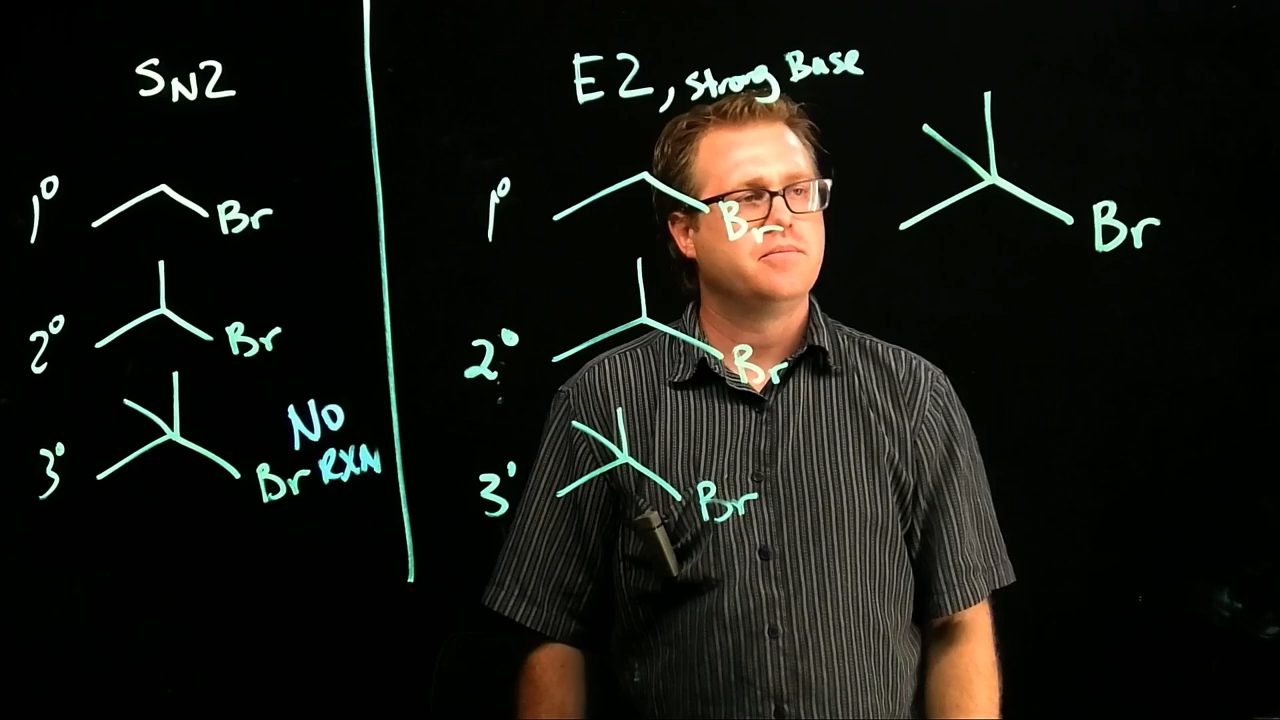 SN2
1° Br
2° Br
3° Br NO RXN
E2, Strong Base
1° Br
2° Br
3° Br
Br